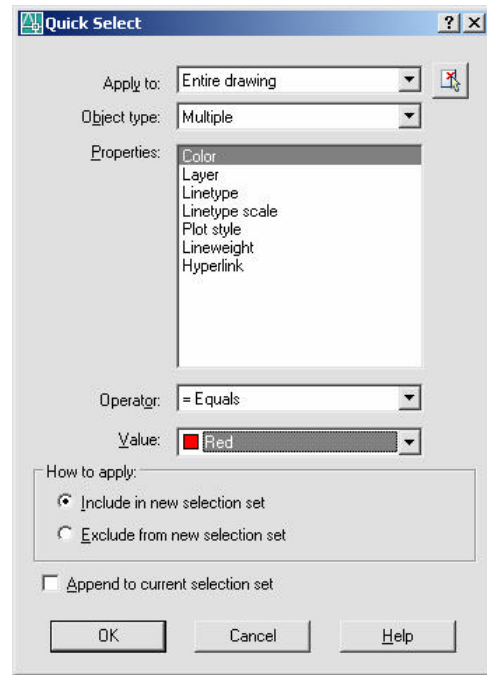 Quick Select
Apply to: Entire drawing
Object type: Multiple
Properties: Color
Layer
Linetype
Linetype scale
Plot style
Lineweight
Hyperlink
Operator: = Equals
Value: Red
How to apply:
Include in new selection set
Exclude from new selection set
Append to current selection set
OK Cancel Help